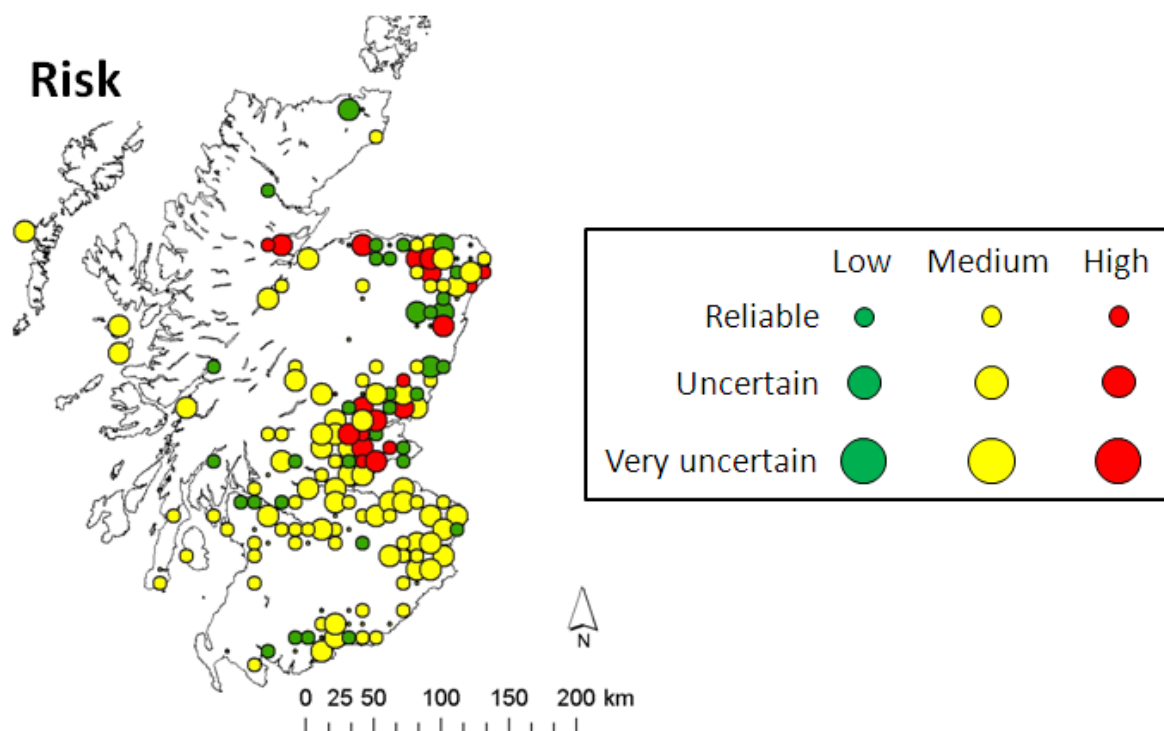 Risk
Low Medium High
Reliable
Uncertain
Very uncertain
N
0 25 50 100 150 200 km